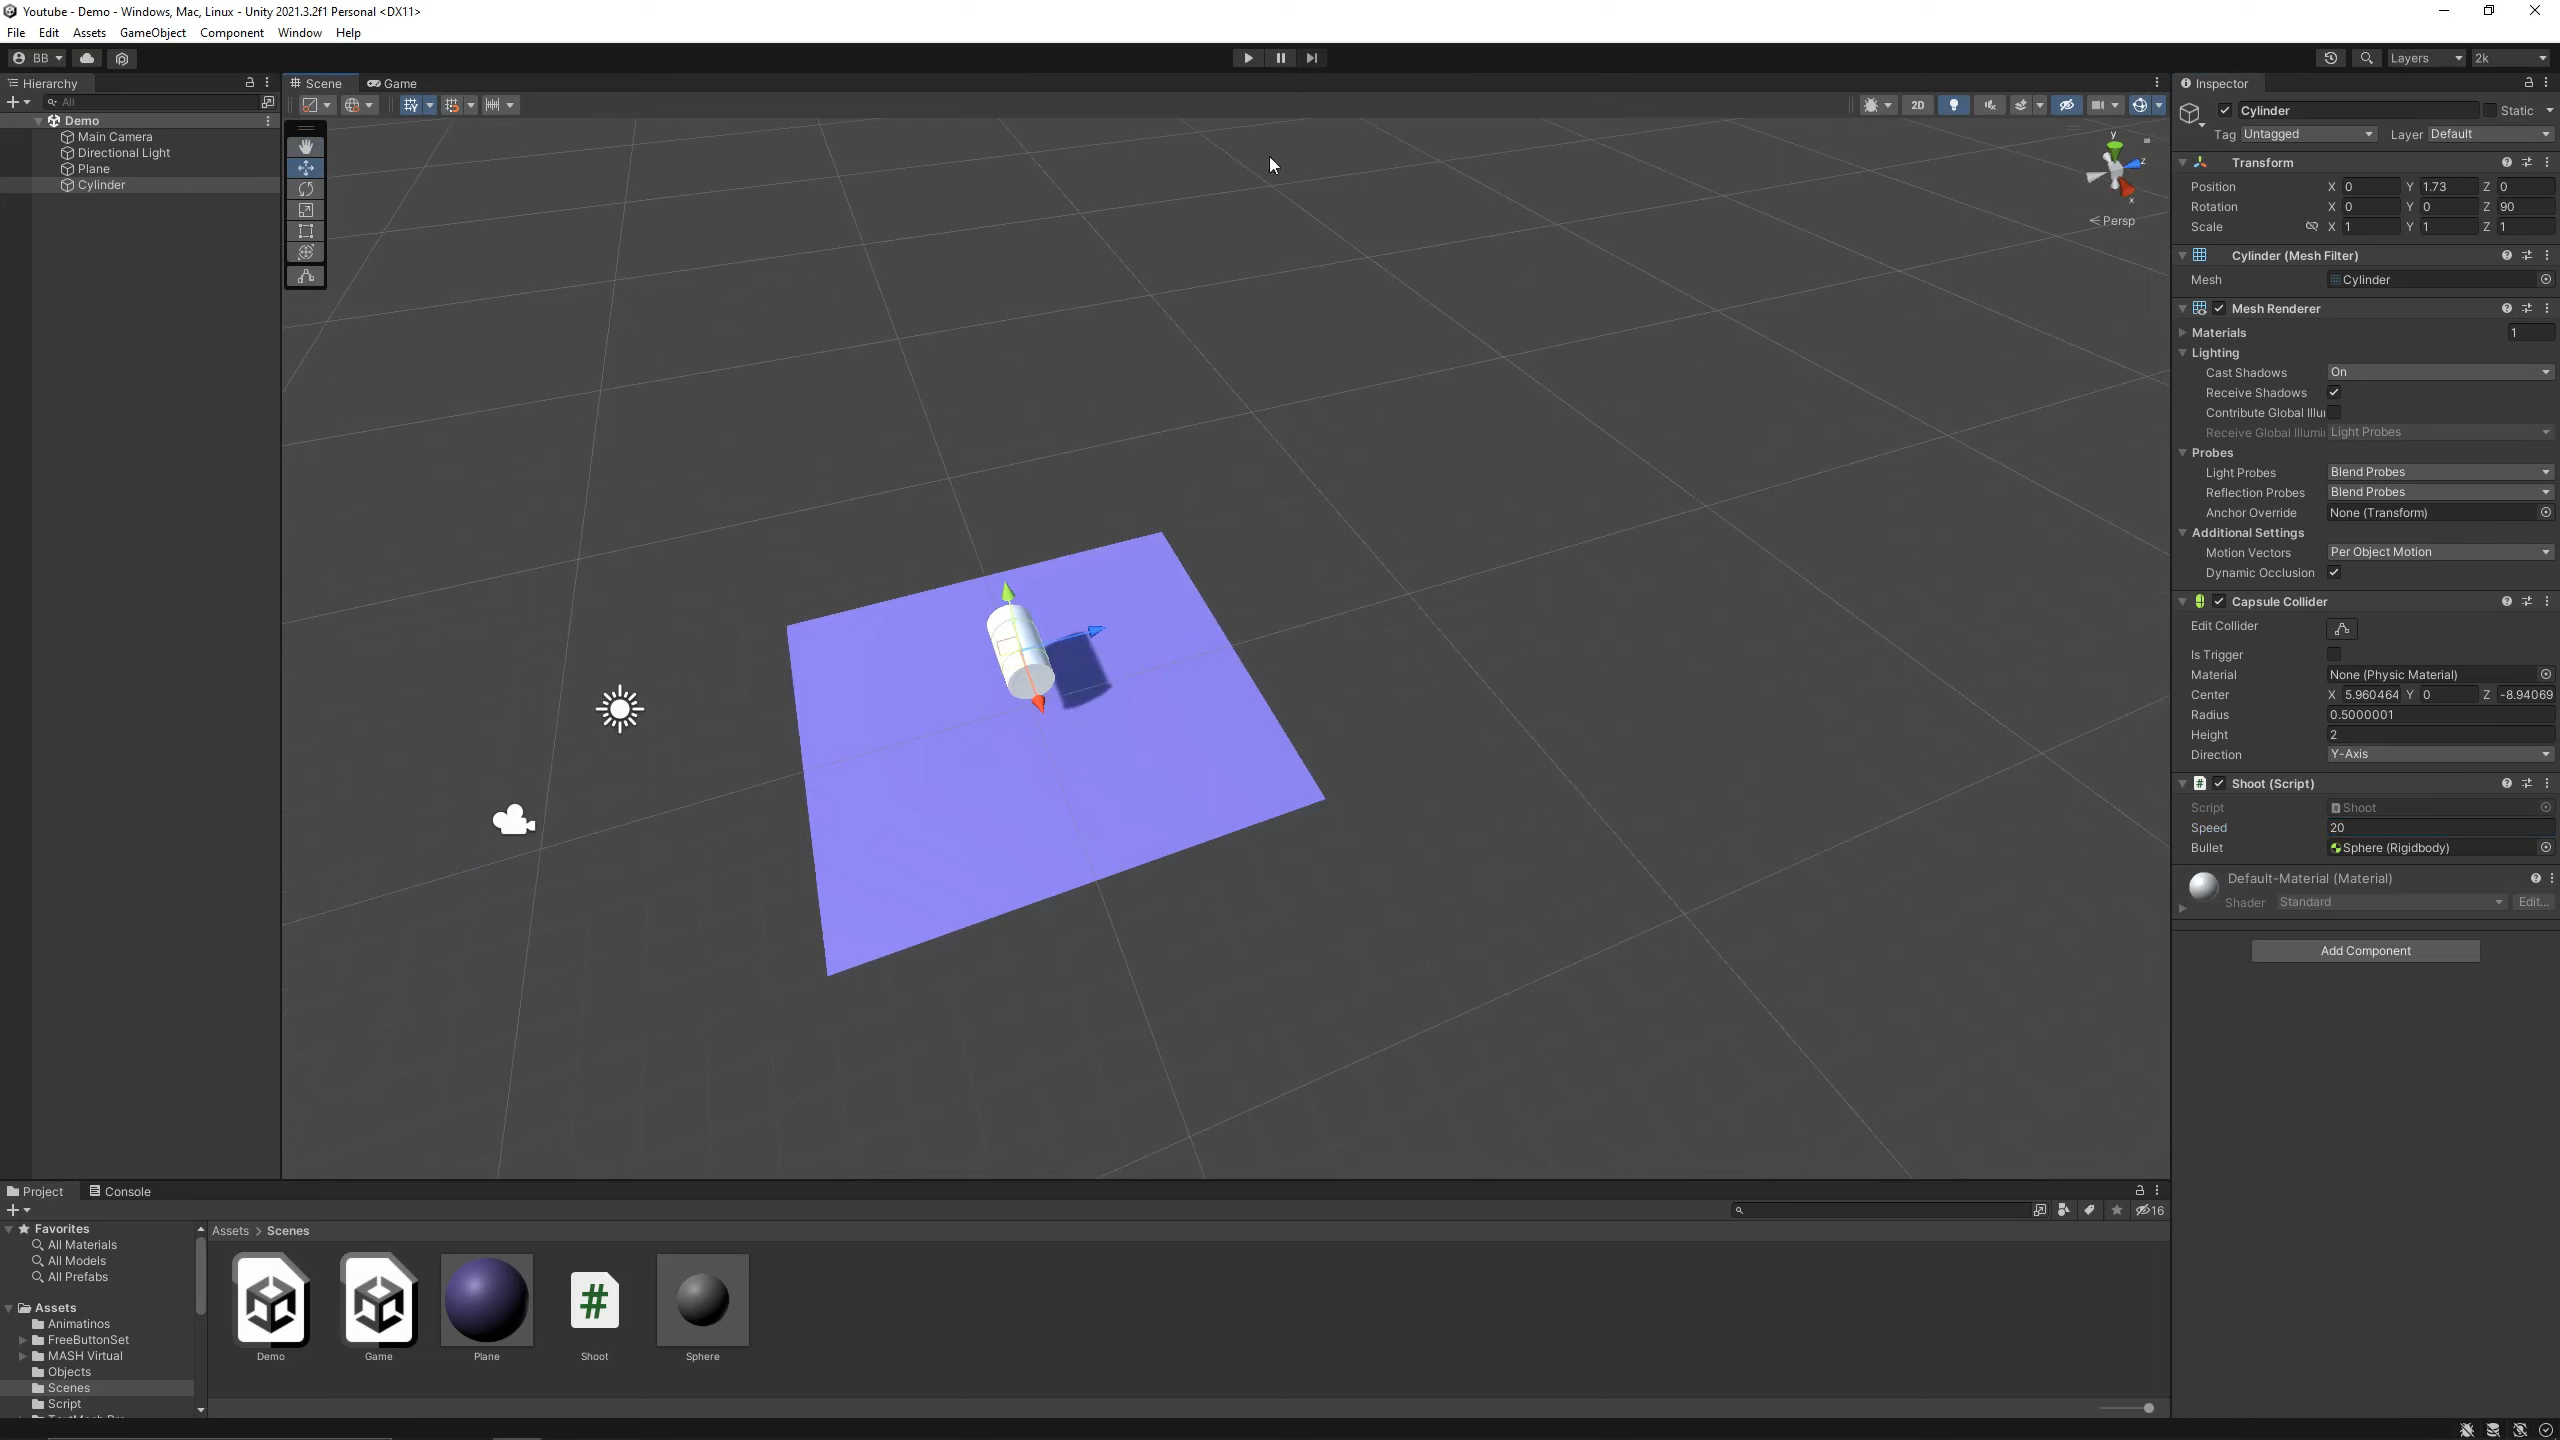 Youtube - Demo - Windows, Mac, Linux - Unity 2021.3.2f1 Personal <DX11>
File Edit Assets GameObject Component Window Help
BB Layers 2k
Hierarchy
All
Demo
Main Camera
Directional Light
Plane
Cylinder
Scene Game
2D
y
z
x
Persp
Inspector
Cylinder Static
Tag Untagged Layer Default
Transform
Position X 0 Y 1.73 Z 0
Rotation X 0 Y 0 Z 90
Scale X 1 Y 1 Z 1
Cylinder (Mesh Filter)
Mesh Cylinder
Mesh Renderer
Materials 1
Lighting
Cast Shadows On
Receive Shadows
Contribute Global Illu
Receive Global Illumi Light Probes
Probes
Light Probes Blend Probes
Reflection Probes Blend Probes
Anchor Override None (Transform)
Additional Settings
Motion Vectors Per Object Motion
Dynamic Occlusion
Capsule Collider
Edit Collider
Is Trigger
Material None (Physic Material)
Center X 5.960464 Y 0 Z -8.94069
Radius 0.5000001
Height 2
Direction Y-Axis
# Shoot (Script)
Script Shoot
Speed 20
Bullet Sphere (Rigidbody)
Default-Material (Material)
Shader Standard Edit...
Add Component
Project Console
16
Favorites
All Materials
All Models
All Prefabs
Assets
Animatinos
FreeButtonSet
MASH Virtual
Objects
Scenes
Script
Assets > Scenes
#
Demo Game Plane Shoot Sphere